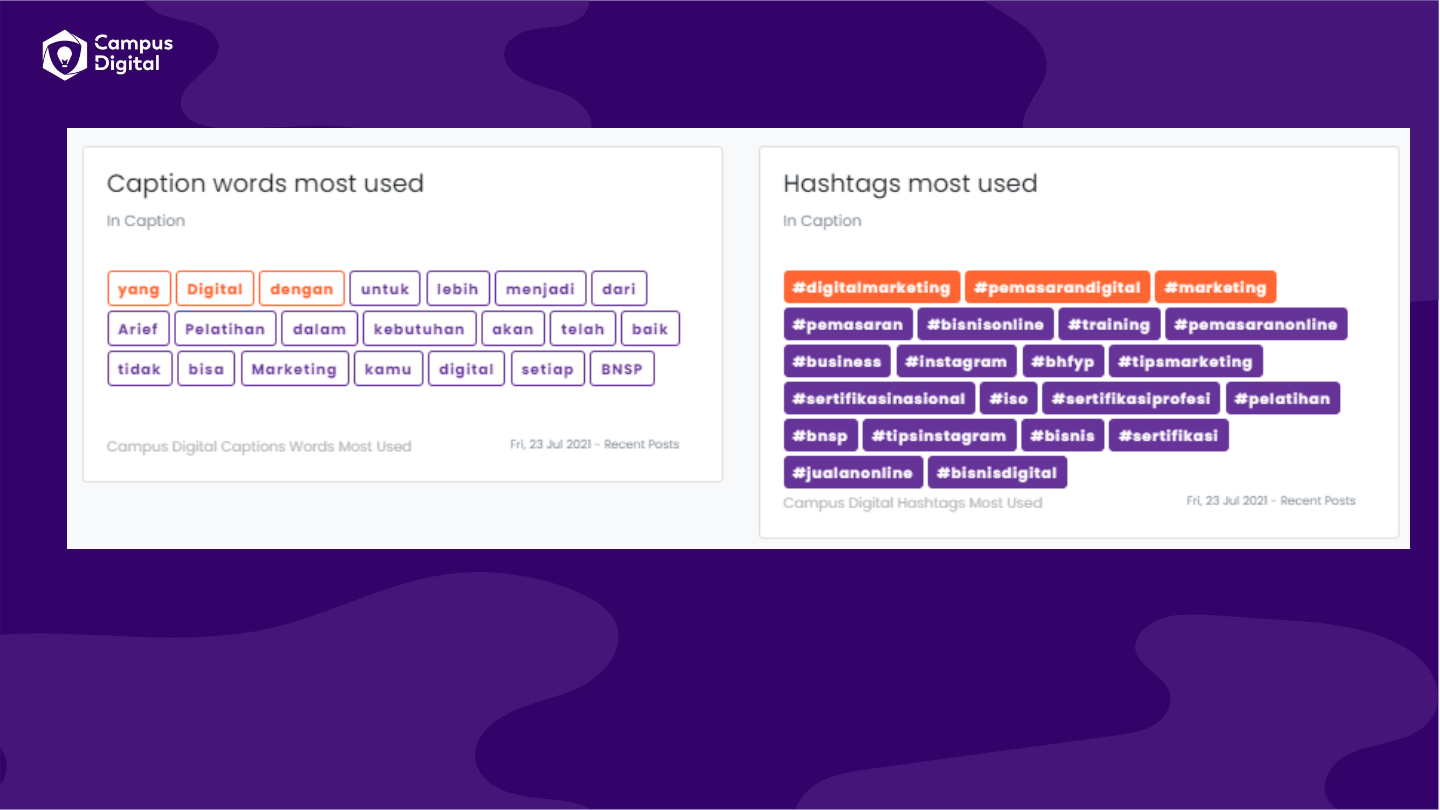 Campus
Digital
Caption words most used
In Caption
yang Digital dengan untuk lebih menjadi dari
Arief Pelatihan dalam kebutuhan akan telah baik
tidak bisa Marketing kamu digital setiap BNSP
Campus Digital Captions Words Most Used
Fri, 23 Jul 2021 - Recent Posts
Hashtags most used
In Caption
#digitalmarketing #pemasarandigital #marketing
#pemasaran #bisnisonline #training #pemasaranonline
#business #instagram #bhfyp #tipsmarketing
#sertifikasinasional #iso #sertifikasiprofesi #pelatihan
#bnsp #tipsinstagram #bisnis #sertifikasi
#jualanonline #bisnisdigital
Campus Digital Hashtags Most Used
Fri, 23 Jul 2021 - Recent Posts